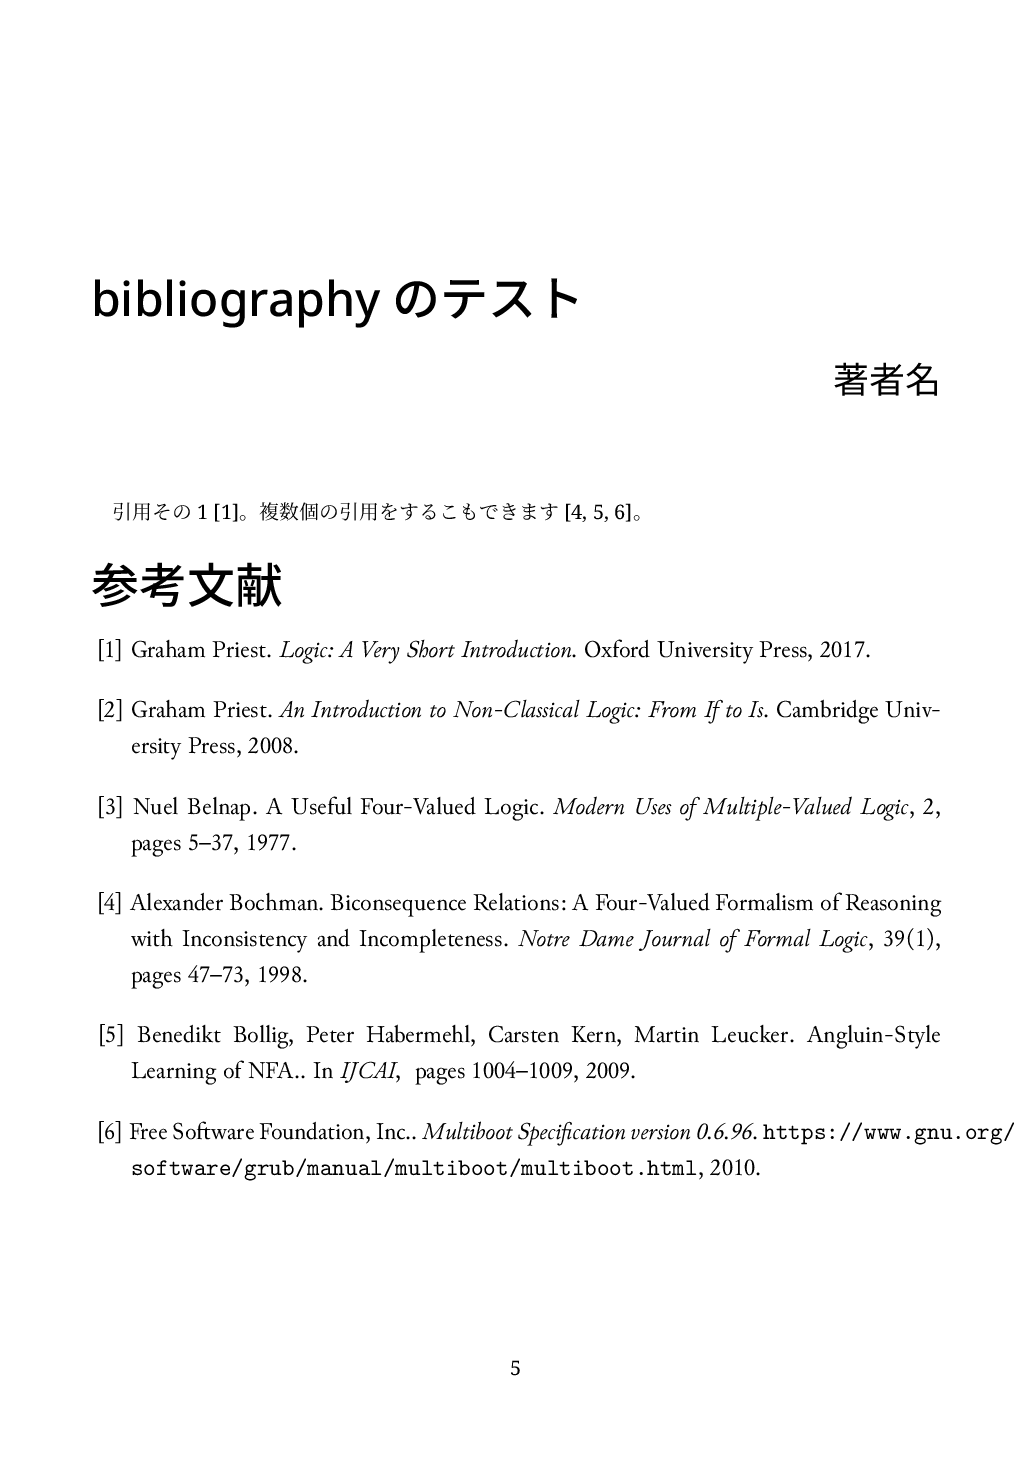 bibliography のテスト
著者名
引用その 1 [1]。複数個の引用をするこもできます [4, 5, 6]。
参考文献
[1] Graham Priest. Logic: A Very Short Introduction. Oxford University Press, 2017.
[2] Graham Priest. An Introduction to Non-Classical Logic: From If to Is. Cambridge Univ-
ersity Press, 2008.
[3] Nuel Belnap. A Useful Four-Valued Logic. Modern Uses of Multiple-Valued Logic, 2,
pages 5–37, 1977.
[4] Alexander Bochman. Biconsequence Relations: A Four-Valued Formalism of Reasoning
with Inconsistency and Incompleteness. Notre Dame Journal of Formal Logic, 39(1),
pages 47–73, 1998.
[5] Benedikt Bollig, Peter Habermehl, Carsten Kern, Martin Leucker. Angluin-Style
Learning of NFA.. In IJCAI, pages 1004–1009, 2009.
[6] Free Software Foundation, Inc.. Multiboot Specification version 0.6.96. https://www.gnu.org/
software/grub/manual/multiboot/multiboot.html, 2010.
5